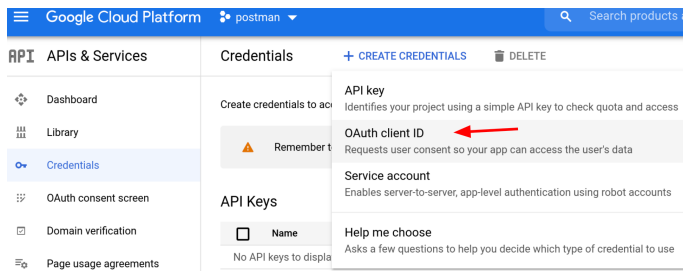 Google Cloud Platform postman Search products
API APIs & Services Credentials + CREATE CREDENTIALS DELETE
Dashboard
Library
Credentials
OAuth consent screen
Domain verification
Page usage agreements
Create credentials to
Remember
API Keys
Name
No API keys to
API key
Identifies your project using a simple API key to check quota and access
OAuth client ID
Requests user consent so your app can access the user's data
Service account
Enables server-to-server, app-level authentication using robot accounts
Help me choose
Asks a few questions to help you decide which type of credential to use